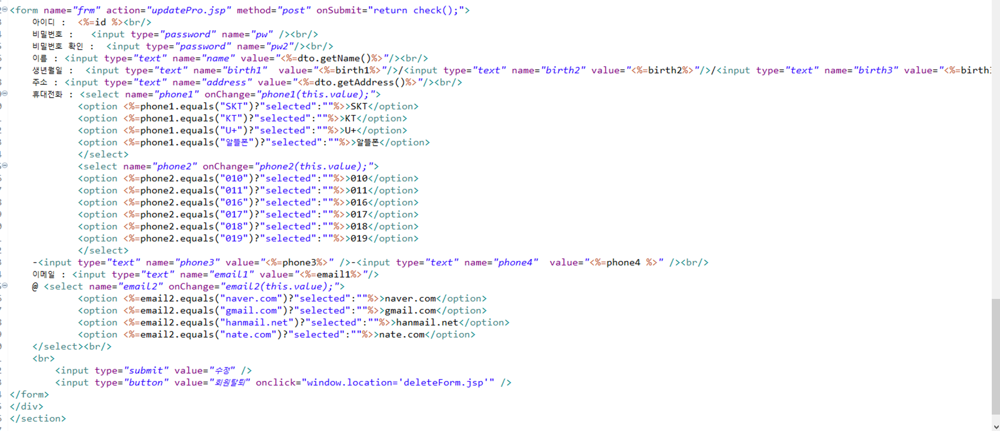 <form name="frm" action="updatePro.jsp" method="post" onSubmit="return check();">
아이디 :  <%=id %><br/>
비밀번호 :   <input type="password" name="pw" /><br/>
비밀번호 확인 :  <input type="password" name="pw2"/><br/>
이름 : <input type="text" name="name" value="<%=dto.getName()%>"/><br/>
생년월일 :  <input type="text" name="birth1"  value="<%=birth1%>"/>/<input type="text" name="birth2" value="<%=birth2%>"/>/<input type="text" name="birth3" value="<%=birth
주소 : <input type="text" name="address" value="<%=dto.getAddress()%>"/><br/>
휴대전화 : <select name="phone1" onChange="phone1(this.value);">
<option <%=phone1.equals("SKT")?"selected":""%>>SKT</option>
<option <%=phone1.equals("KT")?"selected":""%>>KT</option>
<option <%=phone1.equals("U+")?"selected":""%>>U+</option>
<option <%=phone1.equals("알뜰폰")?"selected":""%>>알뜰폰</option>
</select>
<select name="phone2" onChange="phone2(this.value);">
<option <%=phone2.equals("010")?"selected":""%>>010</option>
<option <%=phone2.equals("011")?"selected":""%>>011</option>
<option <%=phone2.equals("016")?"selected":""%>>016</option>
<option <%=phone2.equals("017")?"selected":""%>>017</option>
<option <%=phone2.equals("018")?"selected":""%>>018</option>
<option <%=phone2.equals("019")?"selected":""%>>019</option>
</select>
-<input type="text" name="phone3" value="<%=phone3%>" />-<input type="text" name="phone4"  value="<%=phone4 %>" /><br/>
이메일 : <input type="text" name="email1" value="<%=email1%>"/>
@ <select name="email2" onChange="email2(this.value);">
<option <%=email2.equals("naver.com")?"selected":""%>>naver.com</option>
<option <%=email2.equals("gmail.com")?"selected":""%>>gmail.com</option>
<option <%=email2.equals("hanmail.net")?"selected":""%>>hanmail.net</option>
<option <%=email2.equals("nate.com")?"selected":""%>>nate.com</option>
</select><br/>
<br>
<input type="submit" value="수정" />
<input type="button" value="회원탈퇴" onclick="window.location='deleteForm.jsp'" />
</form>
</div>
</section>